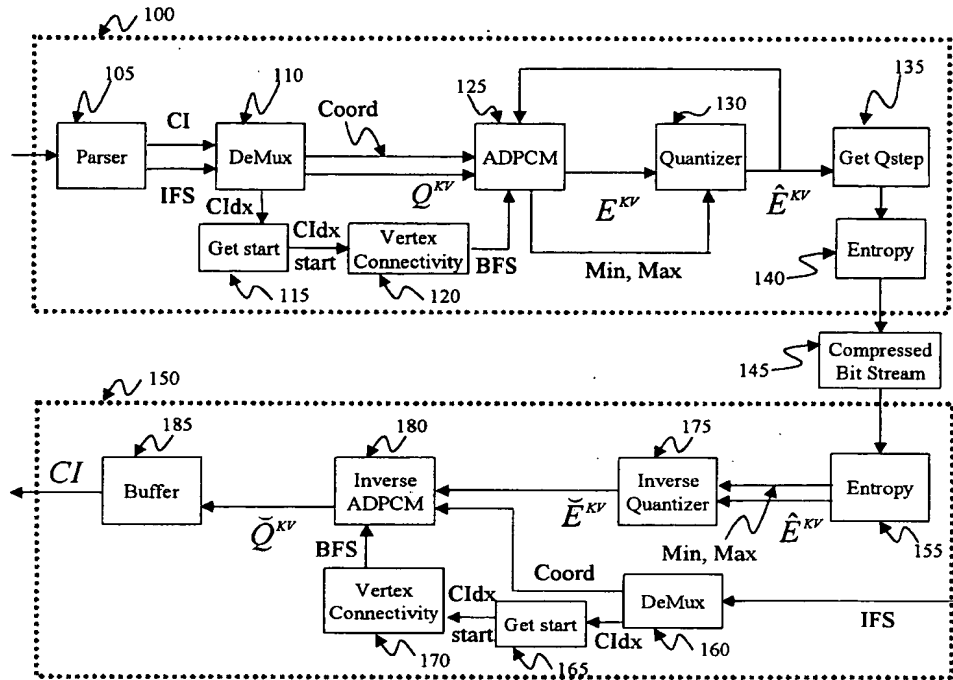 100
105
110
125
130
135
CI
Coord
Parser
DeMux
ADPCM
Quantizer
Get Qstep
IFS
Q^KV
E^KV
Ê^KV
CIdx
Get start
CIdx
start
Vertex
Connectivity
BFS
Min, Max
Entropy
115
120
140
145
Compressed
Bit Stream
150
185
180
175
CI
Buffer
Inverse
ADPCM
Inverse
Quantizer
Entropy
Q̆^KV
Ĕ^KV
Ê^KV
Min, Max
155
BFS
Coord
Vertex
Connectivity
CIdx
start
Get start
CIdx
DeMux
IFS
170
165
160